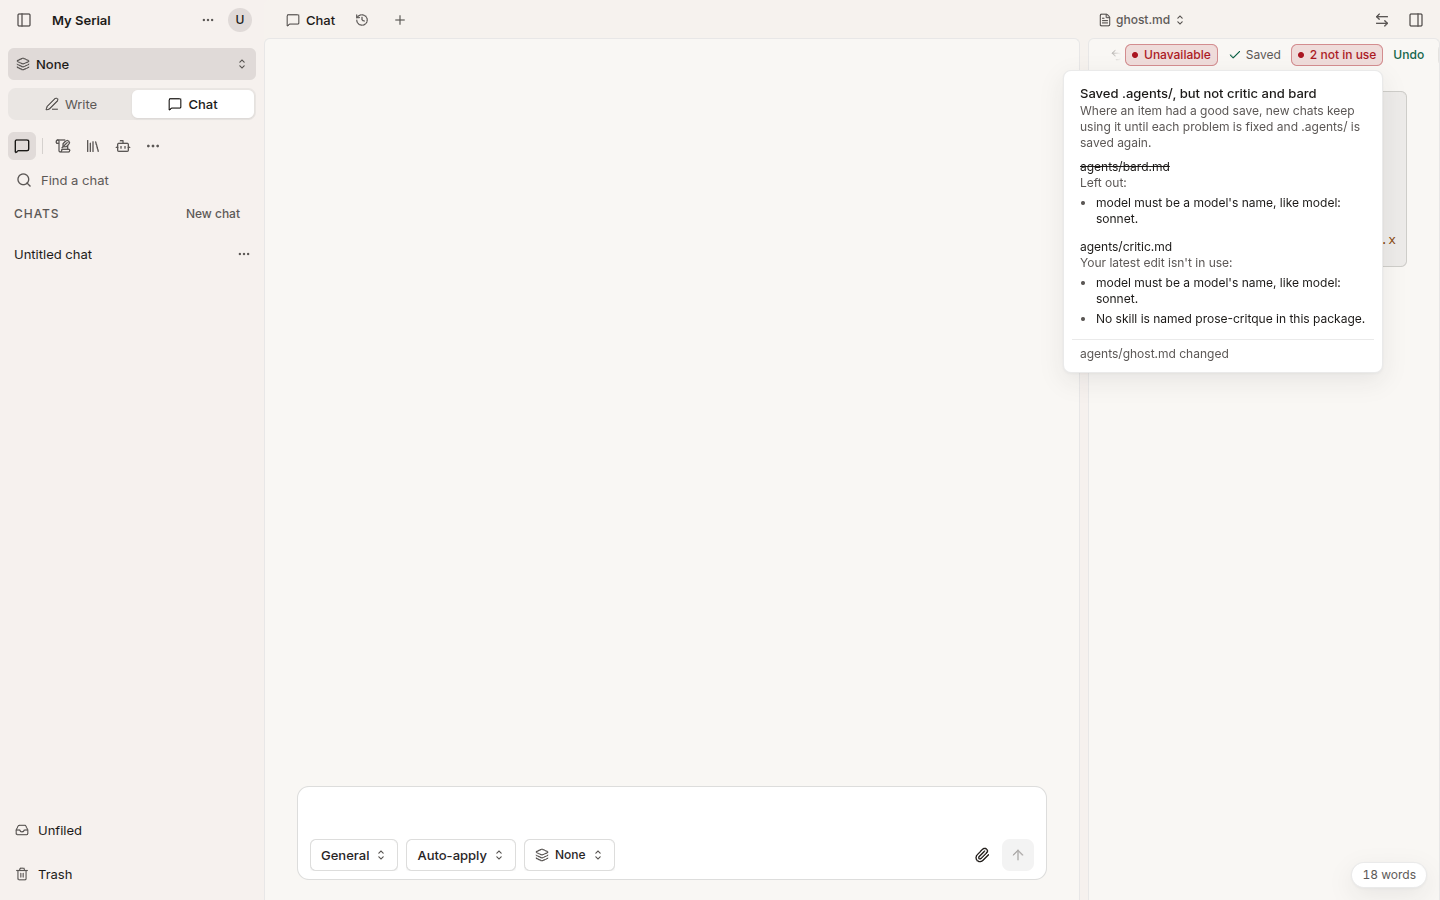 My Serial
U
Chat
ghost.md
None
Unavailable
Saved
2 not in use
Undo
Write
Chat
Saved .agents/, but not critic and bard
Where an item had a good save, new chats keep
using it until each problem is fixed and .agents/ is
saved again.
agents/bard.md
Left out:
model must be a model's name, like model:
sonnet.
agents/critic.md
Your latest edit isn't in use:
model must be a model's name, like model:
sonnet.
No skill is named prose-critque in this package.
agents/ghost.md changed
.x
Find a chat
CHATS
New chat
Untitled chat
Unfiled
Trash
General
Auto-apply
None
18 words